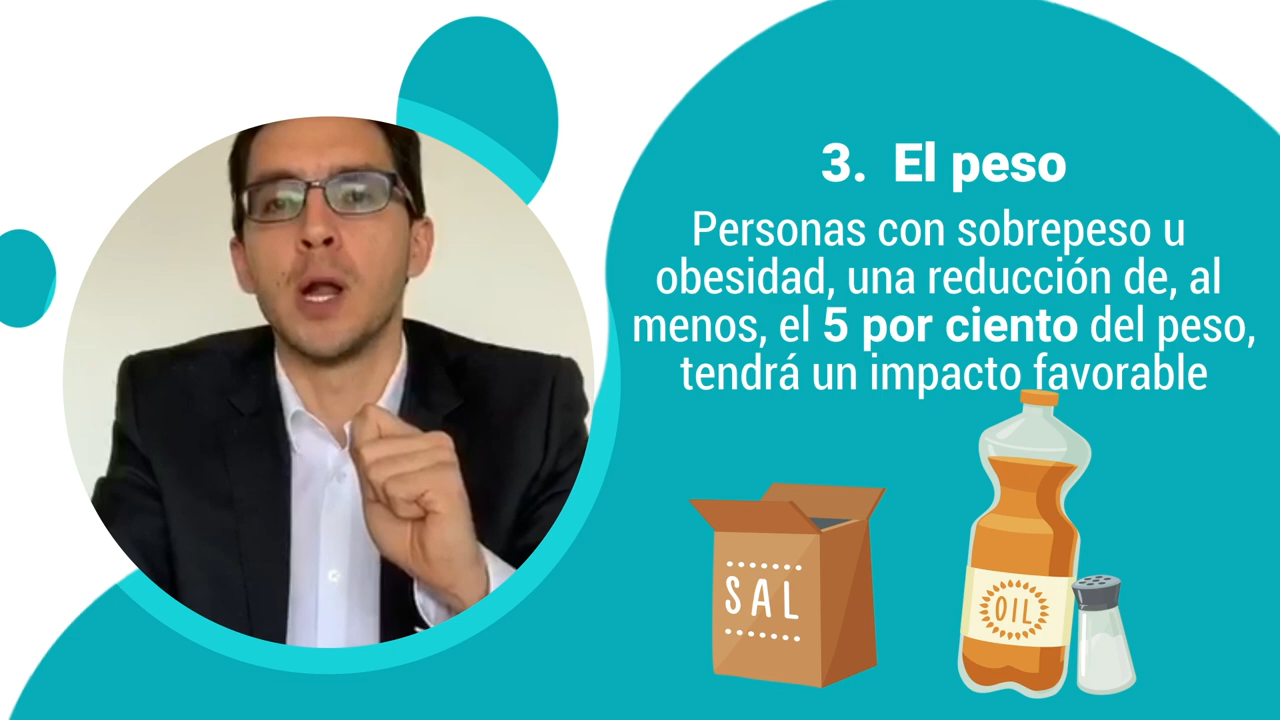 3. El peso
Personas con sobrepeso u
obesidad, una reducción de, al
menos, el 5 por ciento del peso,
tendrá un impacto favorable
SAL
OIL